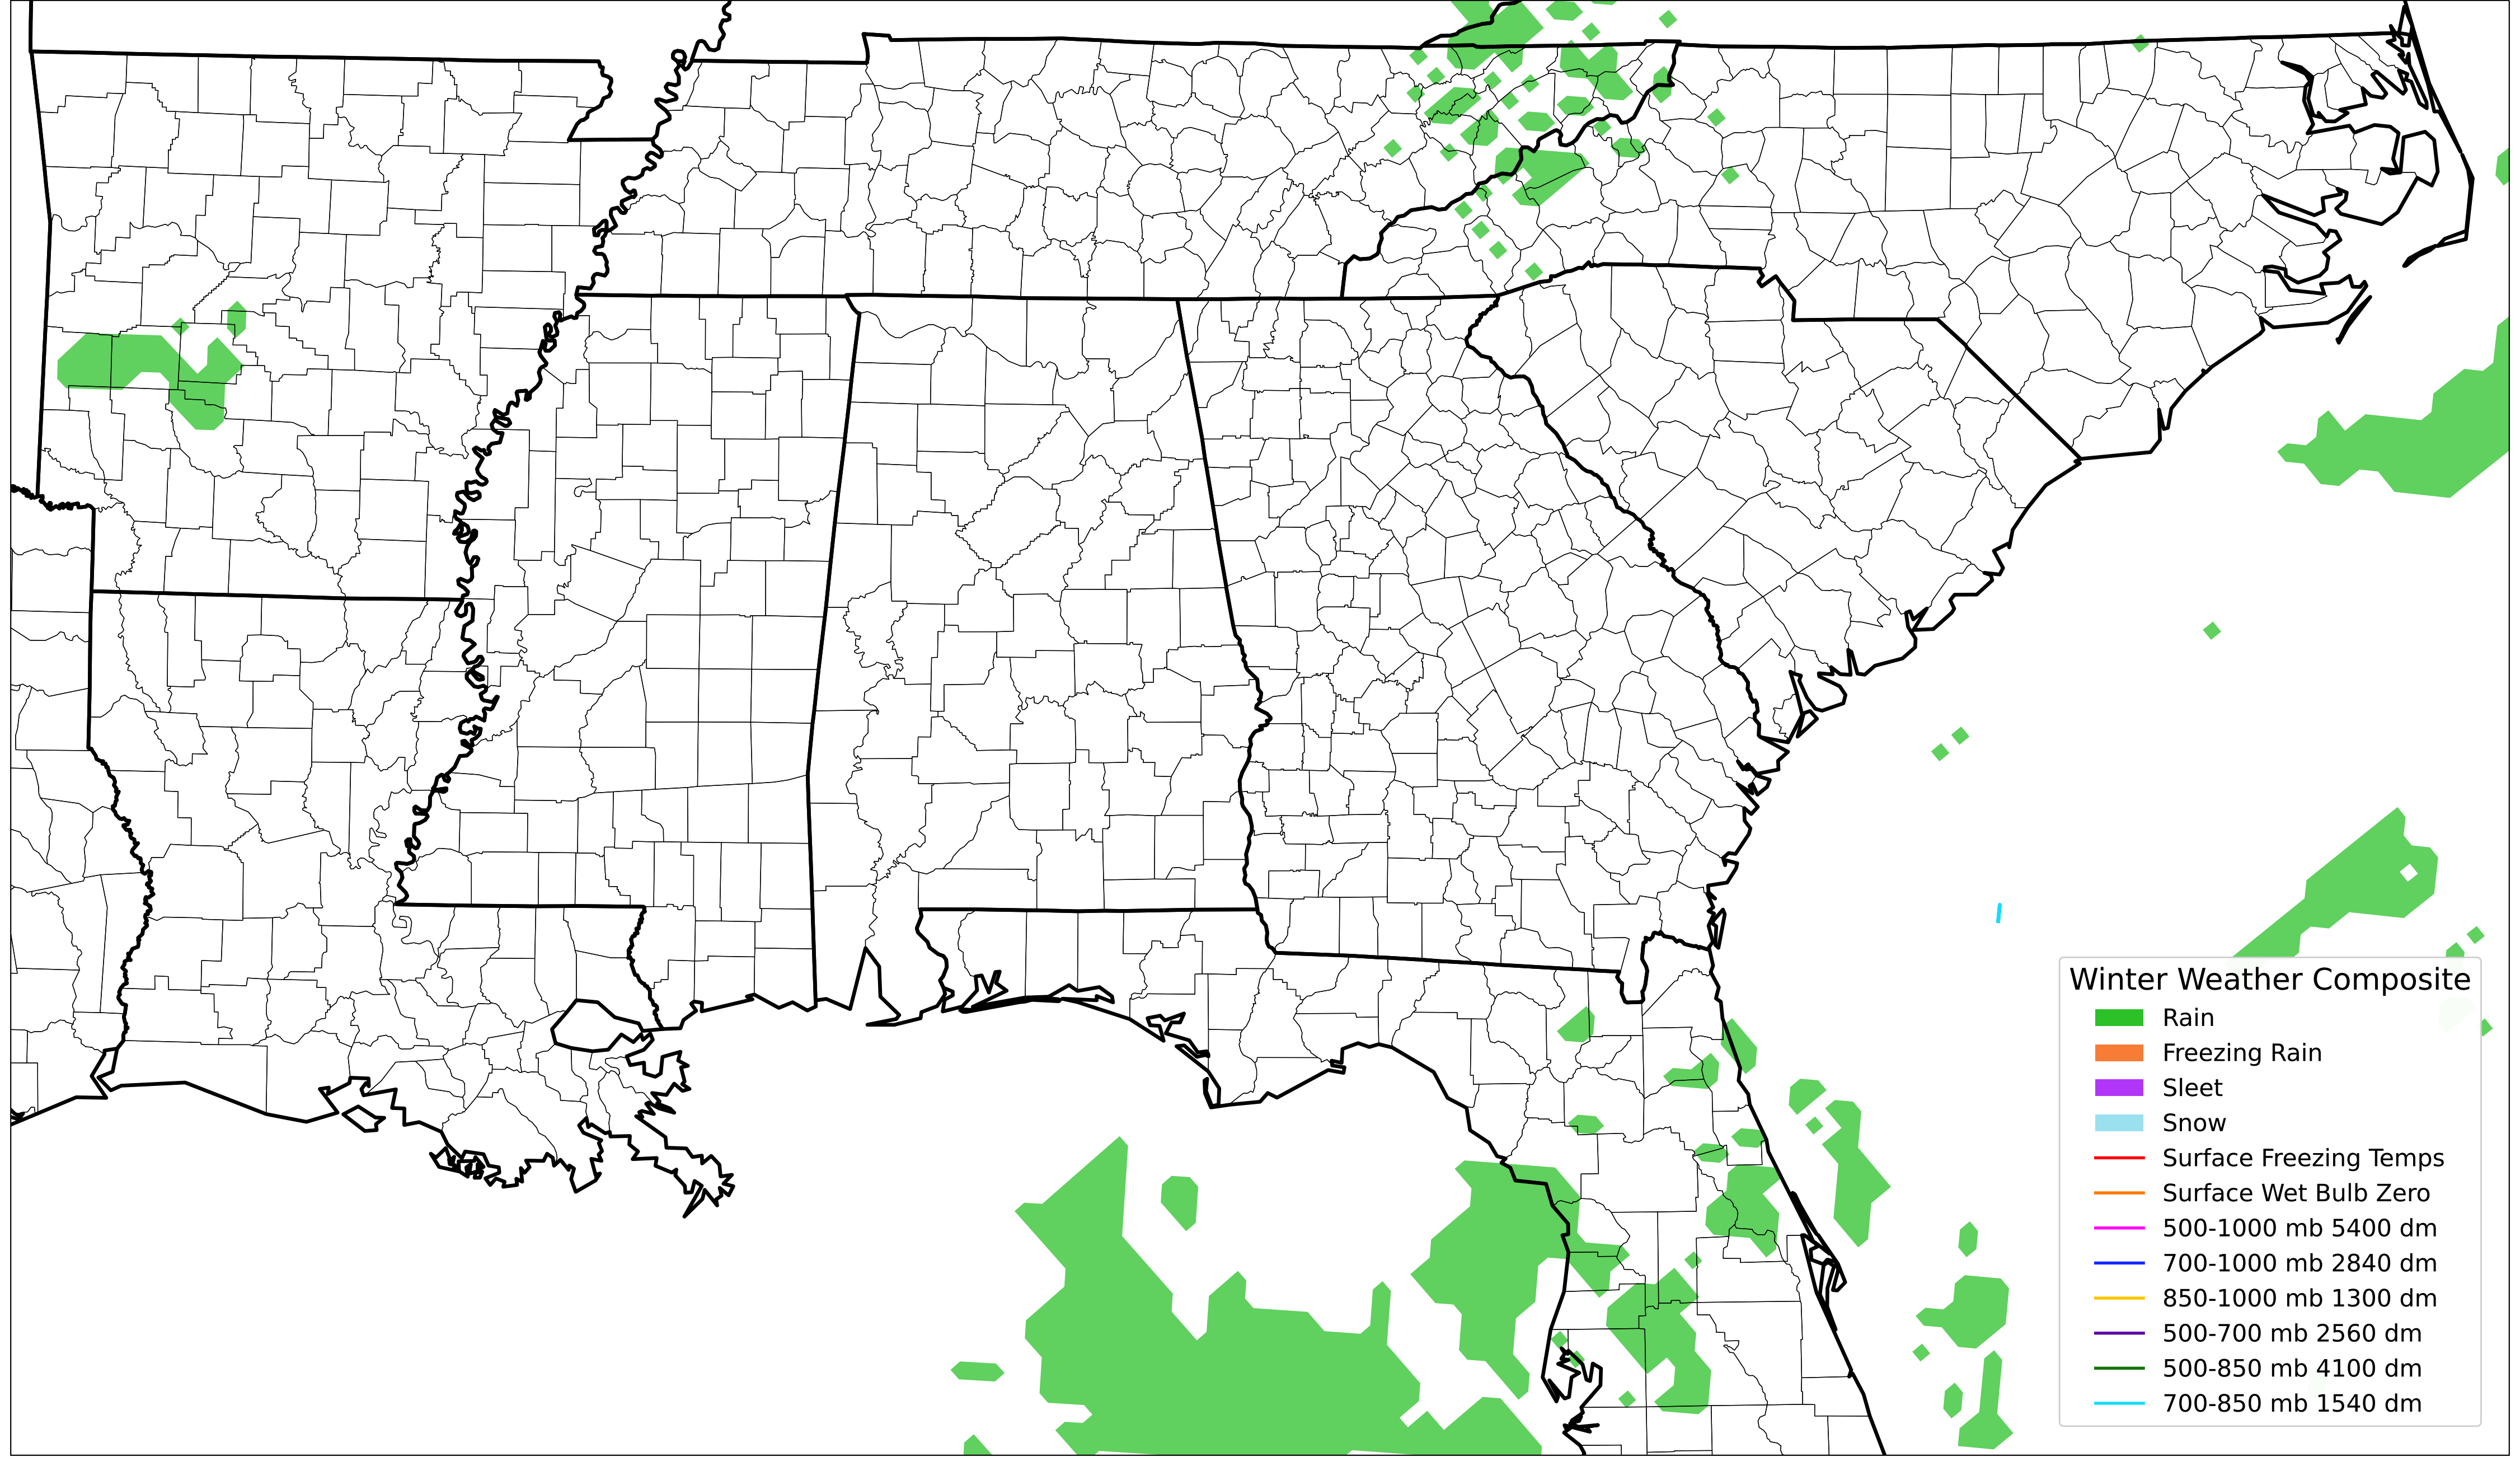 Winter Weather Composite
Rain
Freezing Rain
Sleet
Snow
Surface Freezing Temps
Surface Wet Bulb Zero
500-1000 mb 5400 dm
700-1000 mb 2840 dm
850-1000 mb 1300 dm
500-700 mb 2560 dm
500-850 mb 4100 dm
700-850 mb 1540 dm